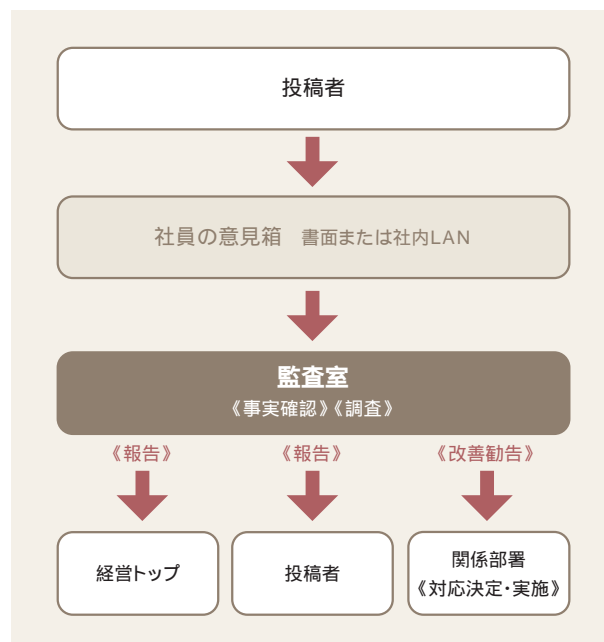 投稿者
社員の意見箱　書面または社内LAN
監査室
《事実確認》《調査》
《報告》
《報告》
《改善勧告》
経営トップ
投稿者
関係部署
《対応決定・実施》